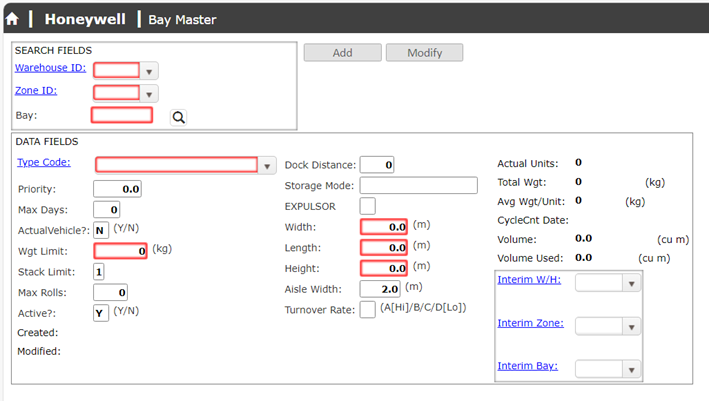 Honeywell Bay Master
SEARCH FIELDS
Add Modify
Warehouse ID:
Zone ID:
Bay:
DATA FIELDS
Type Code:
Priority: 0.0
Max Days: 0
ActualVehicle?: N (Y/N)
Wgt Limit: 0 (kg)
Stack Limit: 1
Max Rolls: 0
Active?: Y (Y/N)
Created:
Modified:
Dock Distance: 0
Storage Mode:
EXPULSOR
Width: 0.0 (m)
Length: 0.0 (m)
Height: 0.0 (m)
Aisle Width: 2.0 (m)
Turnover Rate: (A[Hi]/B/C/D[Lo])
Actual Units: 0
Total Wgt: 0 (kg)
Avg Wgt/Unit: 0 (kg)
CycleCnt Date:
Volume: 0.0 (cu m)
Volume Used: 0.0 (cu m)
Interim W/H:
Interim Zone:
Interim Bay: